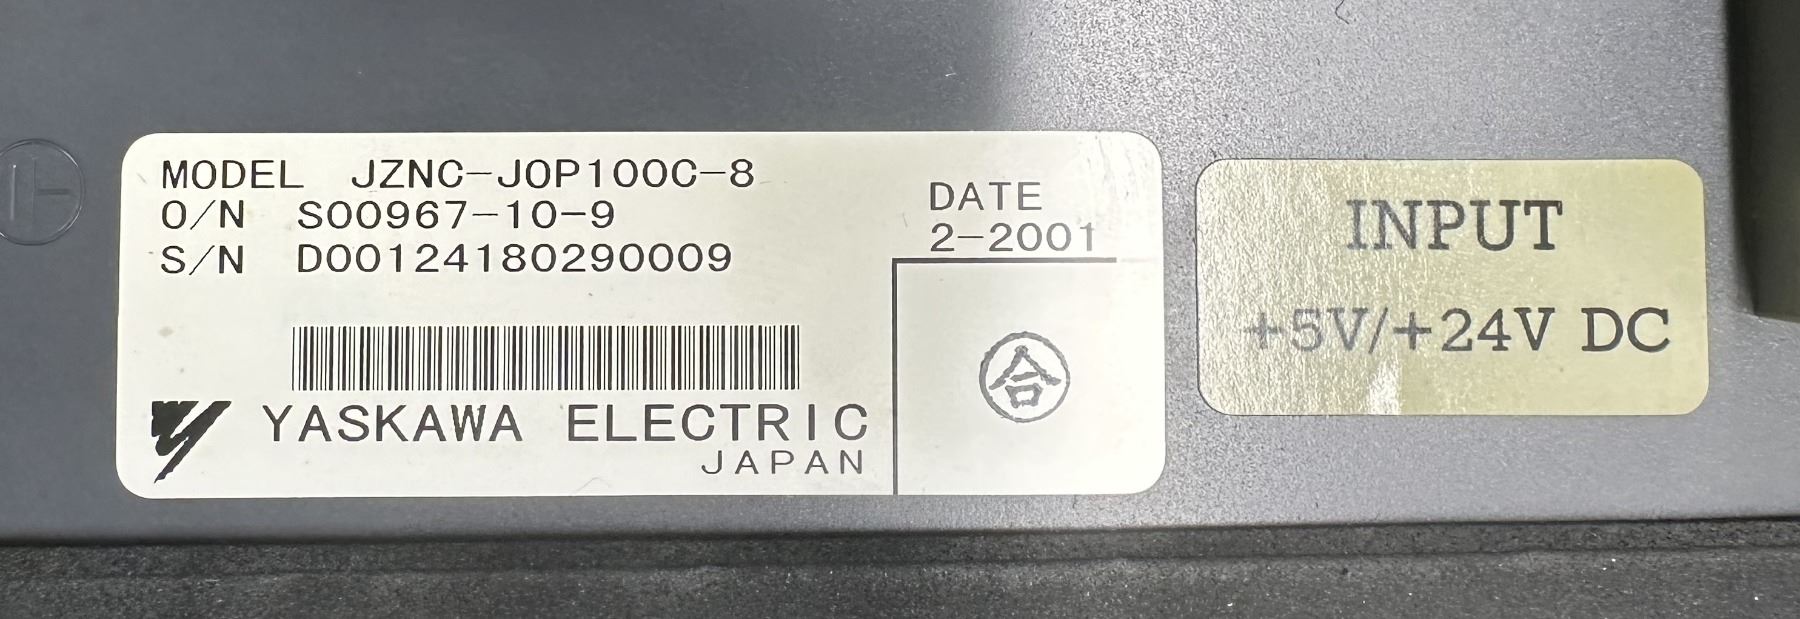 MODEL JZNC-JOP100C-8
O/N S00967-10-9
S/N D00124180290009
DATE
2-2001
合
YASKAWA ELECTRIC
JAPAN
INPUT
+5V/+24V DC